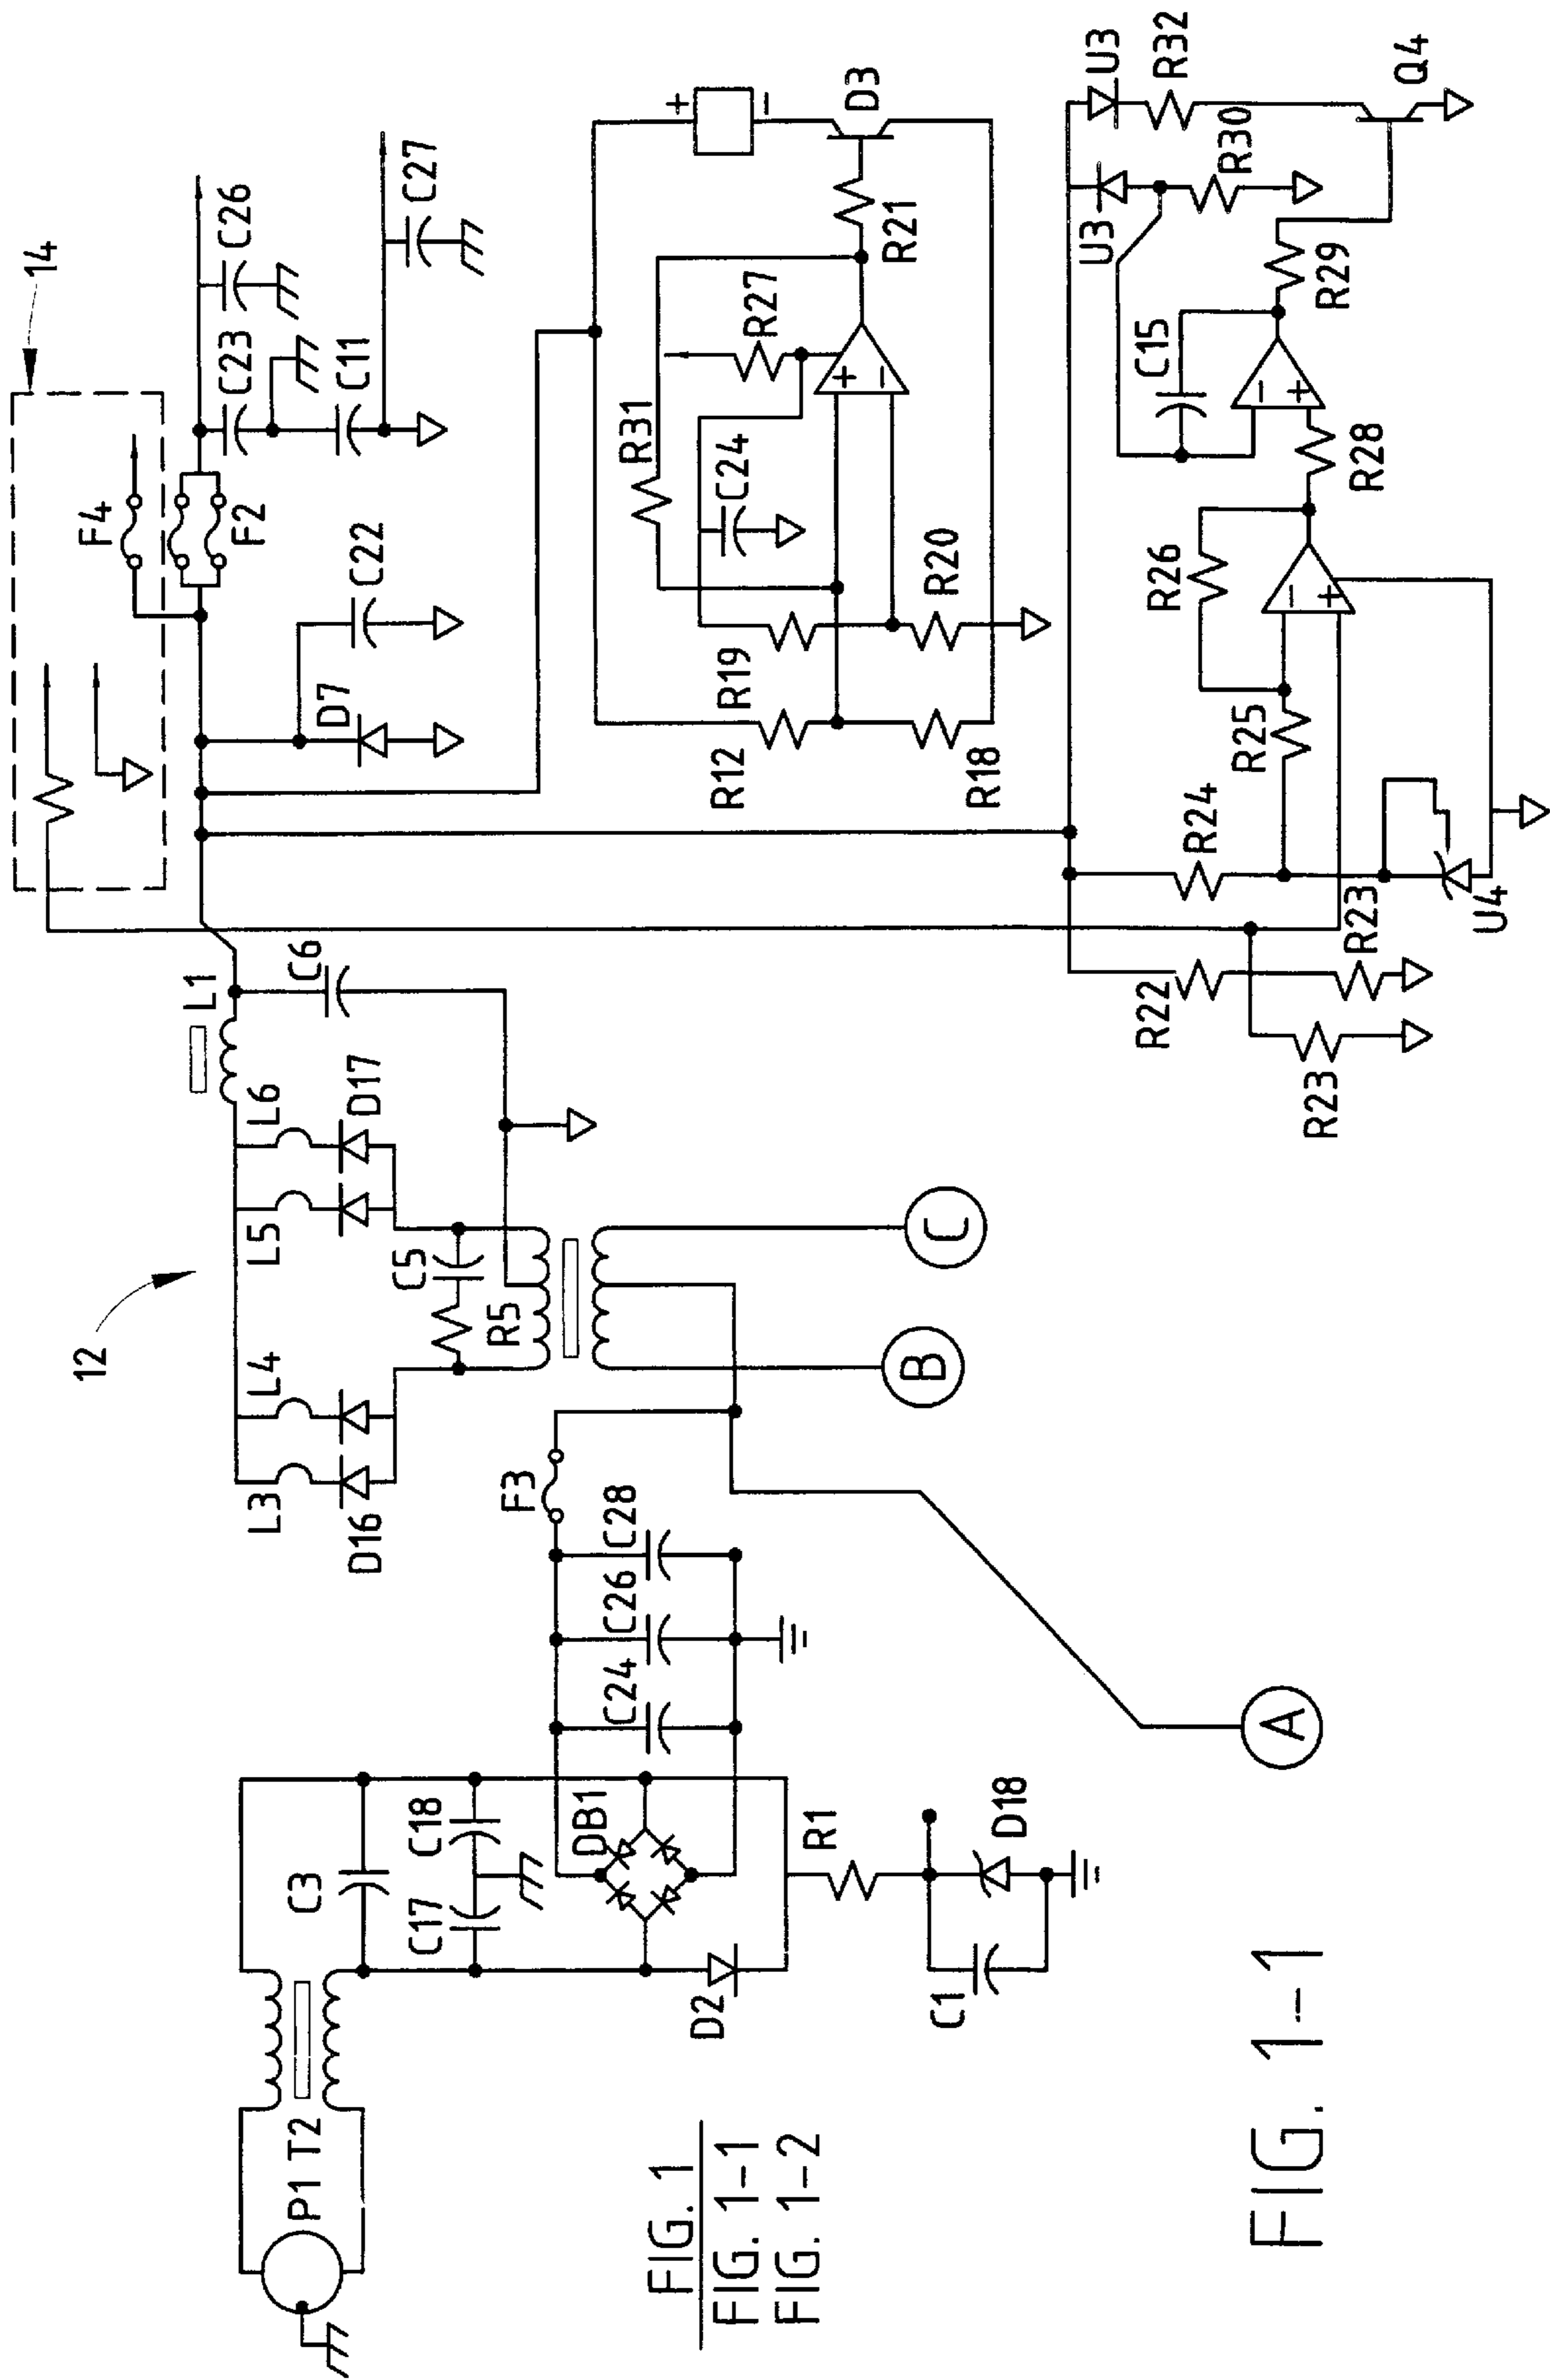 14
F4
F2
C23
C26
C11
C27
C22
D7
12
L3
L4
L5
L6
L1
C6
D16
D17
C5
R5
P1
T2
C3
C17
C18
DB1
D2
R1
C1
D18
C24
C26
C28
F3
A
B
C
R12
R19
R18
R20
R31
C24
R27
+
−
R21
+
−
D3
R22
R23
R23
R24
R25
R26
−
+
U4
R28
C15
−
+
R29
U3
R30
U3
R32
Q4
FIG. 1
FIG. 1-1
FIG. 1-2
FIG. 1-1